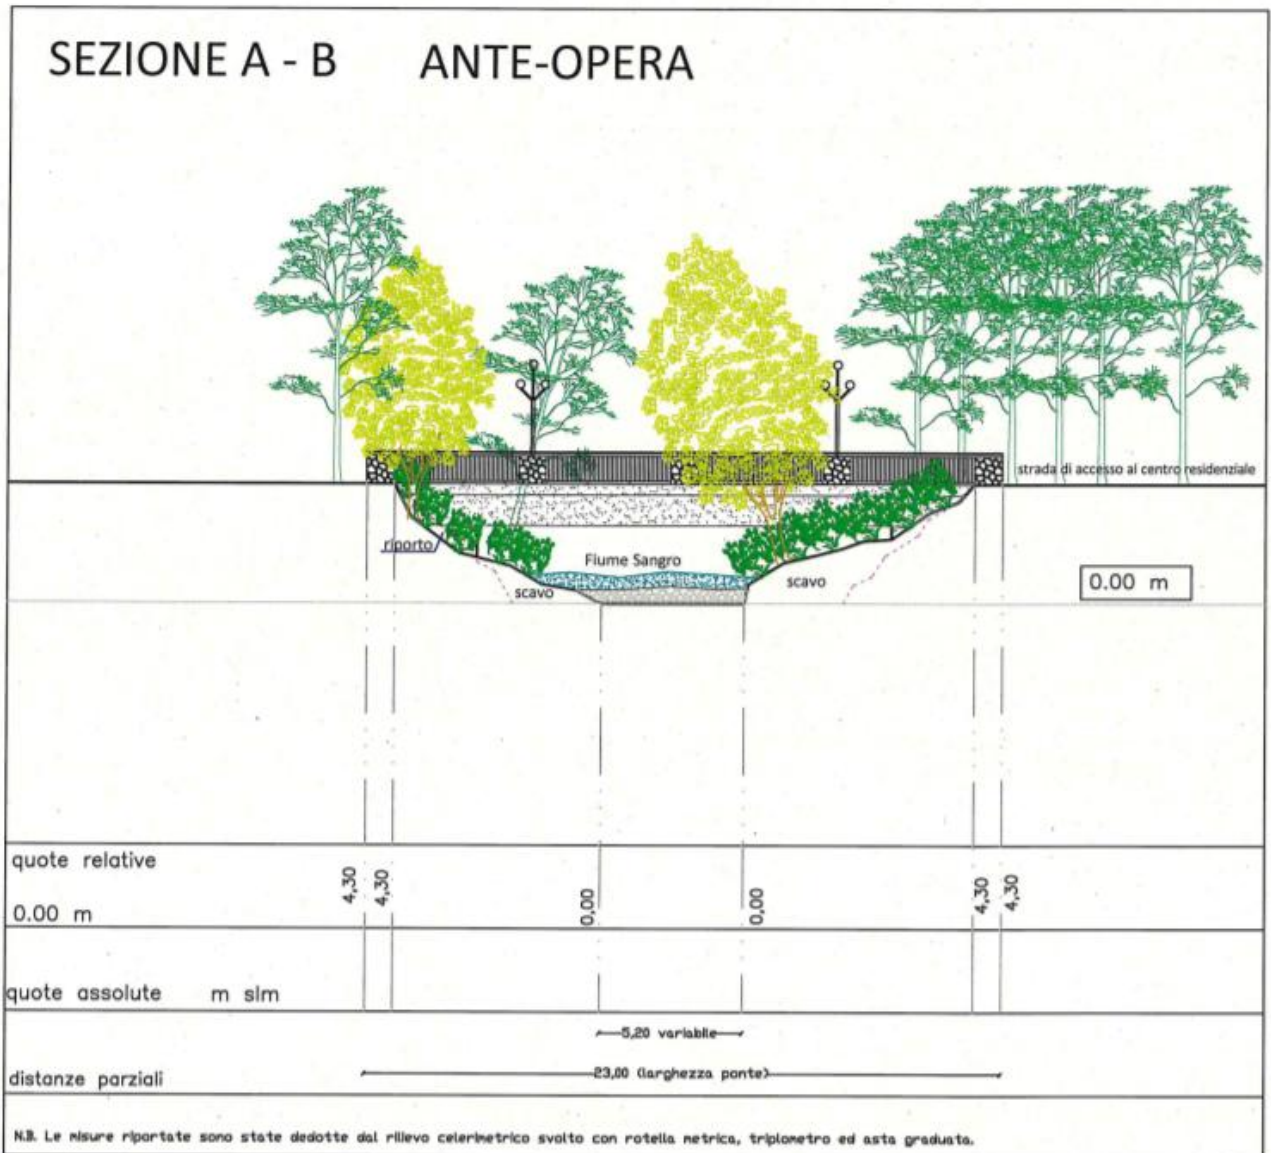 SEZIONE A - B ANTE-OPERA
strada di accesso al centro residenziale
riporto
Fiume Sangro
scavo
scavo
0.00 m
quote relative
0.00 m
4,30
4,30
0,00
0,00
4,30
4,30
quote assolute m slm
5,20 variabile
distanze parziali
23,00 (larghezza ponte)
N.B. Le misure riportate sono state dedotte dal rilievo celerimetrico svolto con rotella metrica, triplometro ed asta graduata.